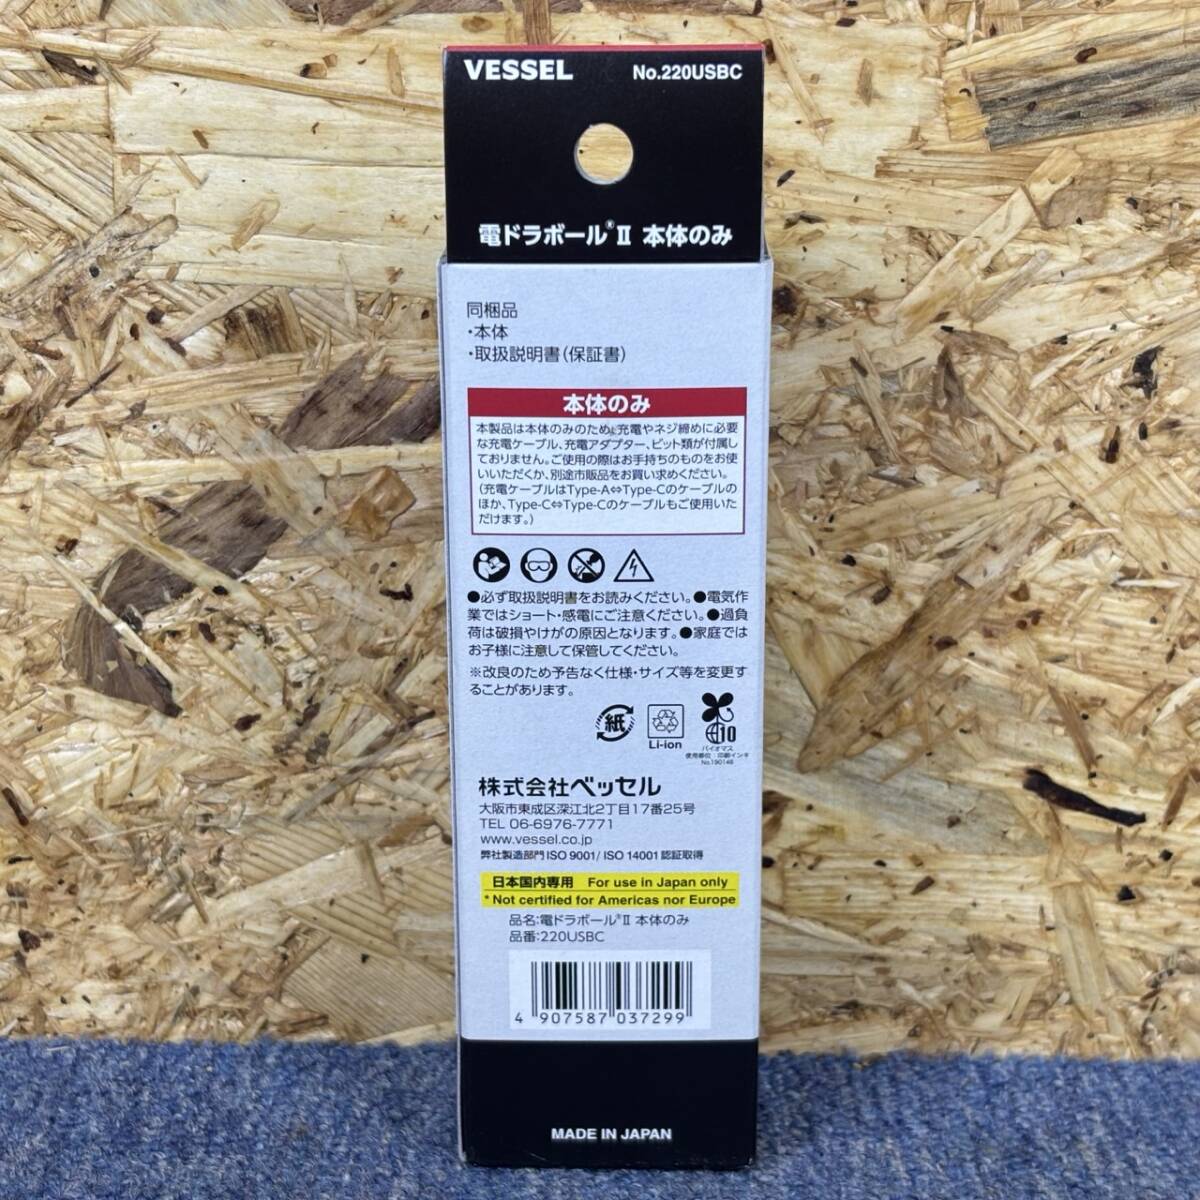 VESSEL No.220USBC
電ドラボール®Ⅱ 本体のみ
同梱品
・本体
・取扱説明書(保証書)
本体のみ
本製品は本体のみのため、充電やネジ締めに必要
な充電ケーブル、充電アダプター、ビット類が付属し
ておりません。ご使用の際はお手持ちのものをお使
いいただくか、別途市販品をお買い求めください。
(充電ケーブルはType-A⇔Type-Cのケーブルの
ほか、Type-C⇔Type-Cのケーブルもご使用いた
だけます。)
●必ず取扱説明書をお読みください。●電気作
業ではショート・感電にご注意ください。●過負
荷は破損やけがの原因となります。●家庭では
お子様に注意して保管してください。
※改良のため予告なく仕様・サイズ等を変更す
ることがあります。
紙
Li-ion
10
バイオマス
使用部位:印刷インキ
No.190148
株式会社ベッセル
大阪市東成区深江北2丁目17番25号
TEL 06-6976-7771
www.vessel.co.jp
弊社製造部門 ISO 9001/ ISO 14001 認証取得
日本国内専用 For use in Japan only
*Not certified for Americas nor Europe
品名:電ドラボール®Ⅱ 本体のみ
品番:220USBC
4 907587 037299
MADE IN JAPAN